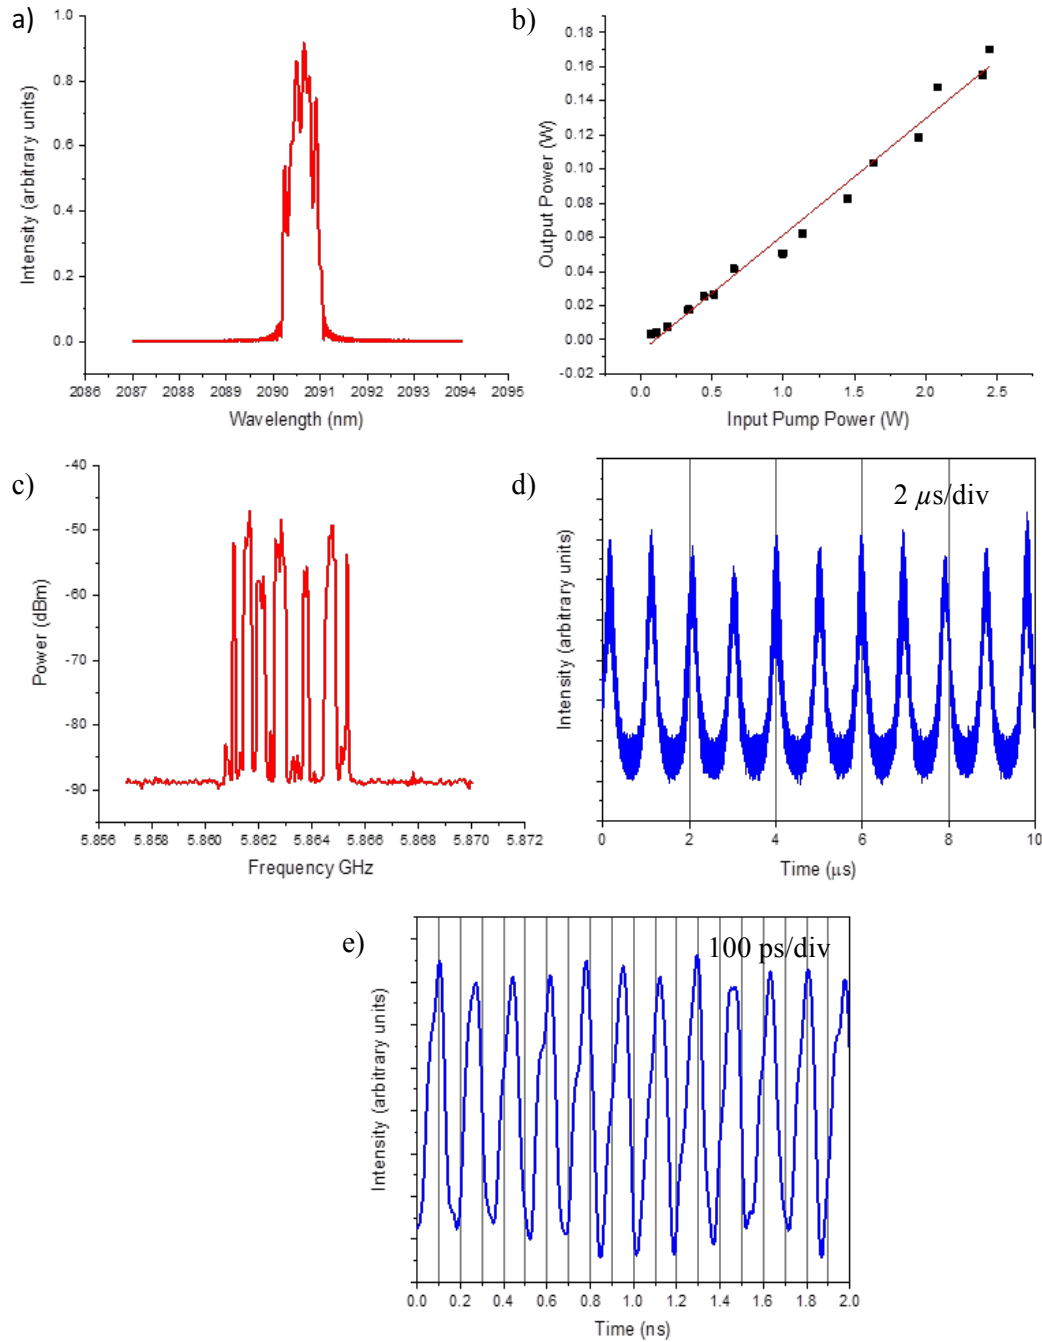 a)
1.0
0.8
0.6
0.4
0.2
0.0
Intensity (arbitrary units)
2086 2087 2088 2089 2090 2091 2092 2093 2094 2095
Wavelength (nm)
b)
0.18
0.16
0.14
0.12
0.10
0.08
0.06
0.04
0.02
0.00
-0.02
Output Power (W)
0.0 0.5 1.0 1.5 2.0 2.5
Input Pump Power (W)
c)
-40
-50
-60
-70
-80
-90
Power (dBm)
5.856 5.858 5.860 5.862 5.864 5.866 5.868 5.870 5.872
Frequency GHz
d)
2 µs/div
Intensity (arbitrary units)
0 2 4 6 8 10
Time (µs)
e)
100 ps/div
Intensity (arbitrary units)
0.0 0.2 0.4 0.6 0.8 1.0 1.2 1.4 1.6 1.8 2.0
Time (ns)